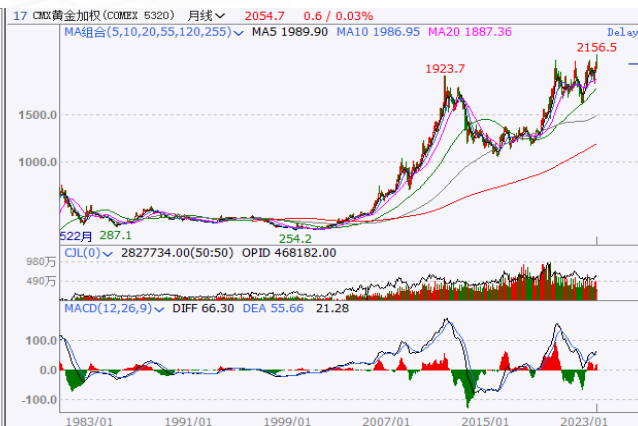 17 CMX黄金加权(COMEX 5320) 月线 2054.7 0.6 / 0.03%
MA组合(5,10,20,55,120,255) MA5 1989.90 MA10 1986.95 MA20 1887.36 Delay
2156.5
1923.7
1500.0
1000.0
522月 287.1
254.2
CJL(0) 2827734.00(50:50) OPID 468182.00
980万
490万
MACD(12,26,9) DIFF 66.30 DEA 55.66 21.28
100.0
0.0
-100.0
1983/01 1991/01 1999/01 2007/01 2015/01 2023/01